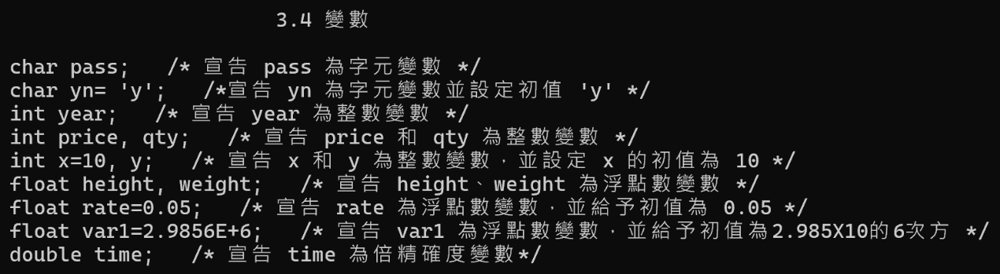 3.4 變數
char pass;   /* 宣告 pass 為字元變數 */
char yn= 'y';   /*宣告 yn 為字元變數並設定初值 'y' */
int year;   /* 宣告 year 為整數變數 */
int price, qty;   /* 宣告 price 和 qty 為整數變數 */
int x=10, y;   /* 宣告 x 和 y 為整數變數，並設定 x 的初值為 10 */
float height, weight;   /* 宣告 height、weight 為浮點數變數 */
float rate=0.05;   /* 宣告 rate 為浮點數變數，並給予初值為 0.05 */
float var1=2.9856E+6;   /* 宣告 var1 為浮點數變數，並給予初值為2.985X10的6次方 */
double time;   /* 宣告 time 為倍精確度變數*/